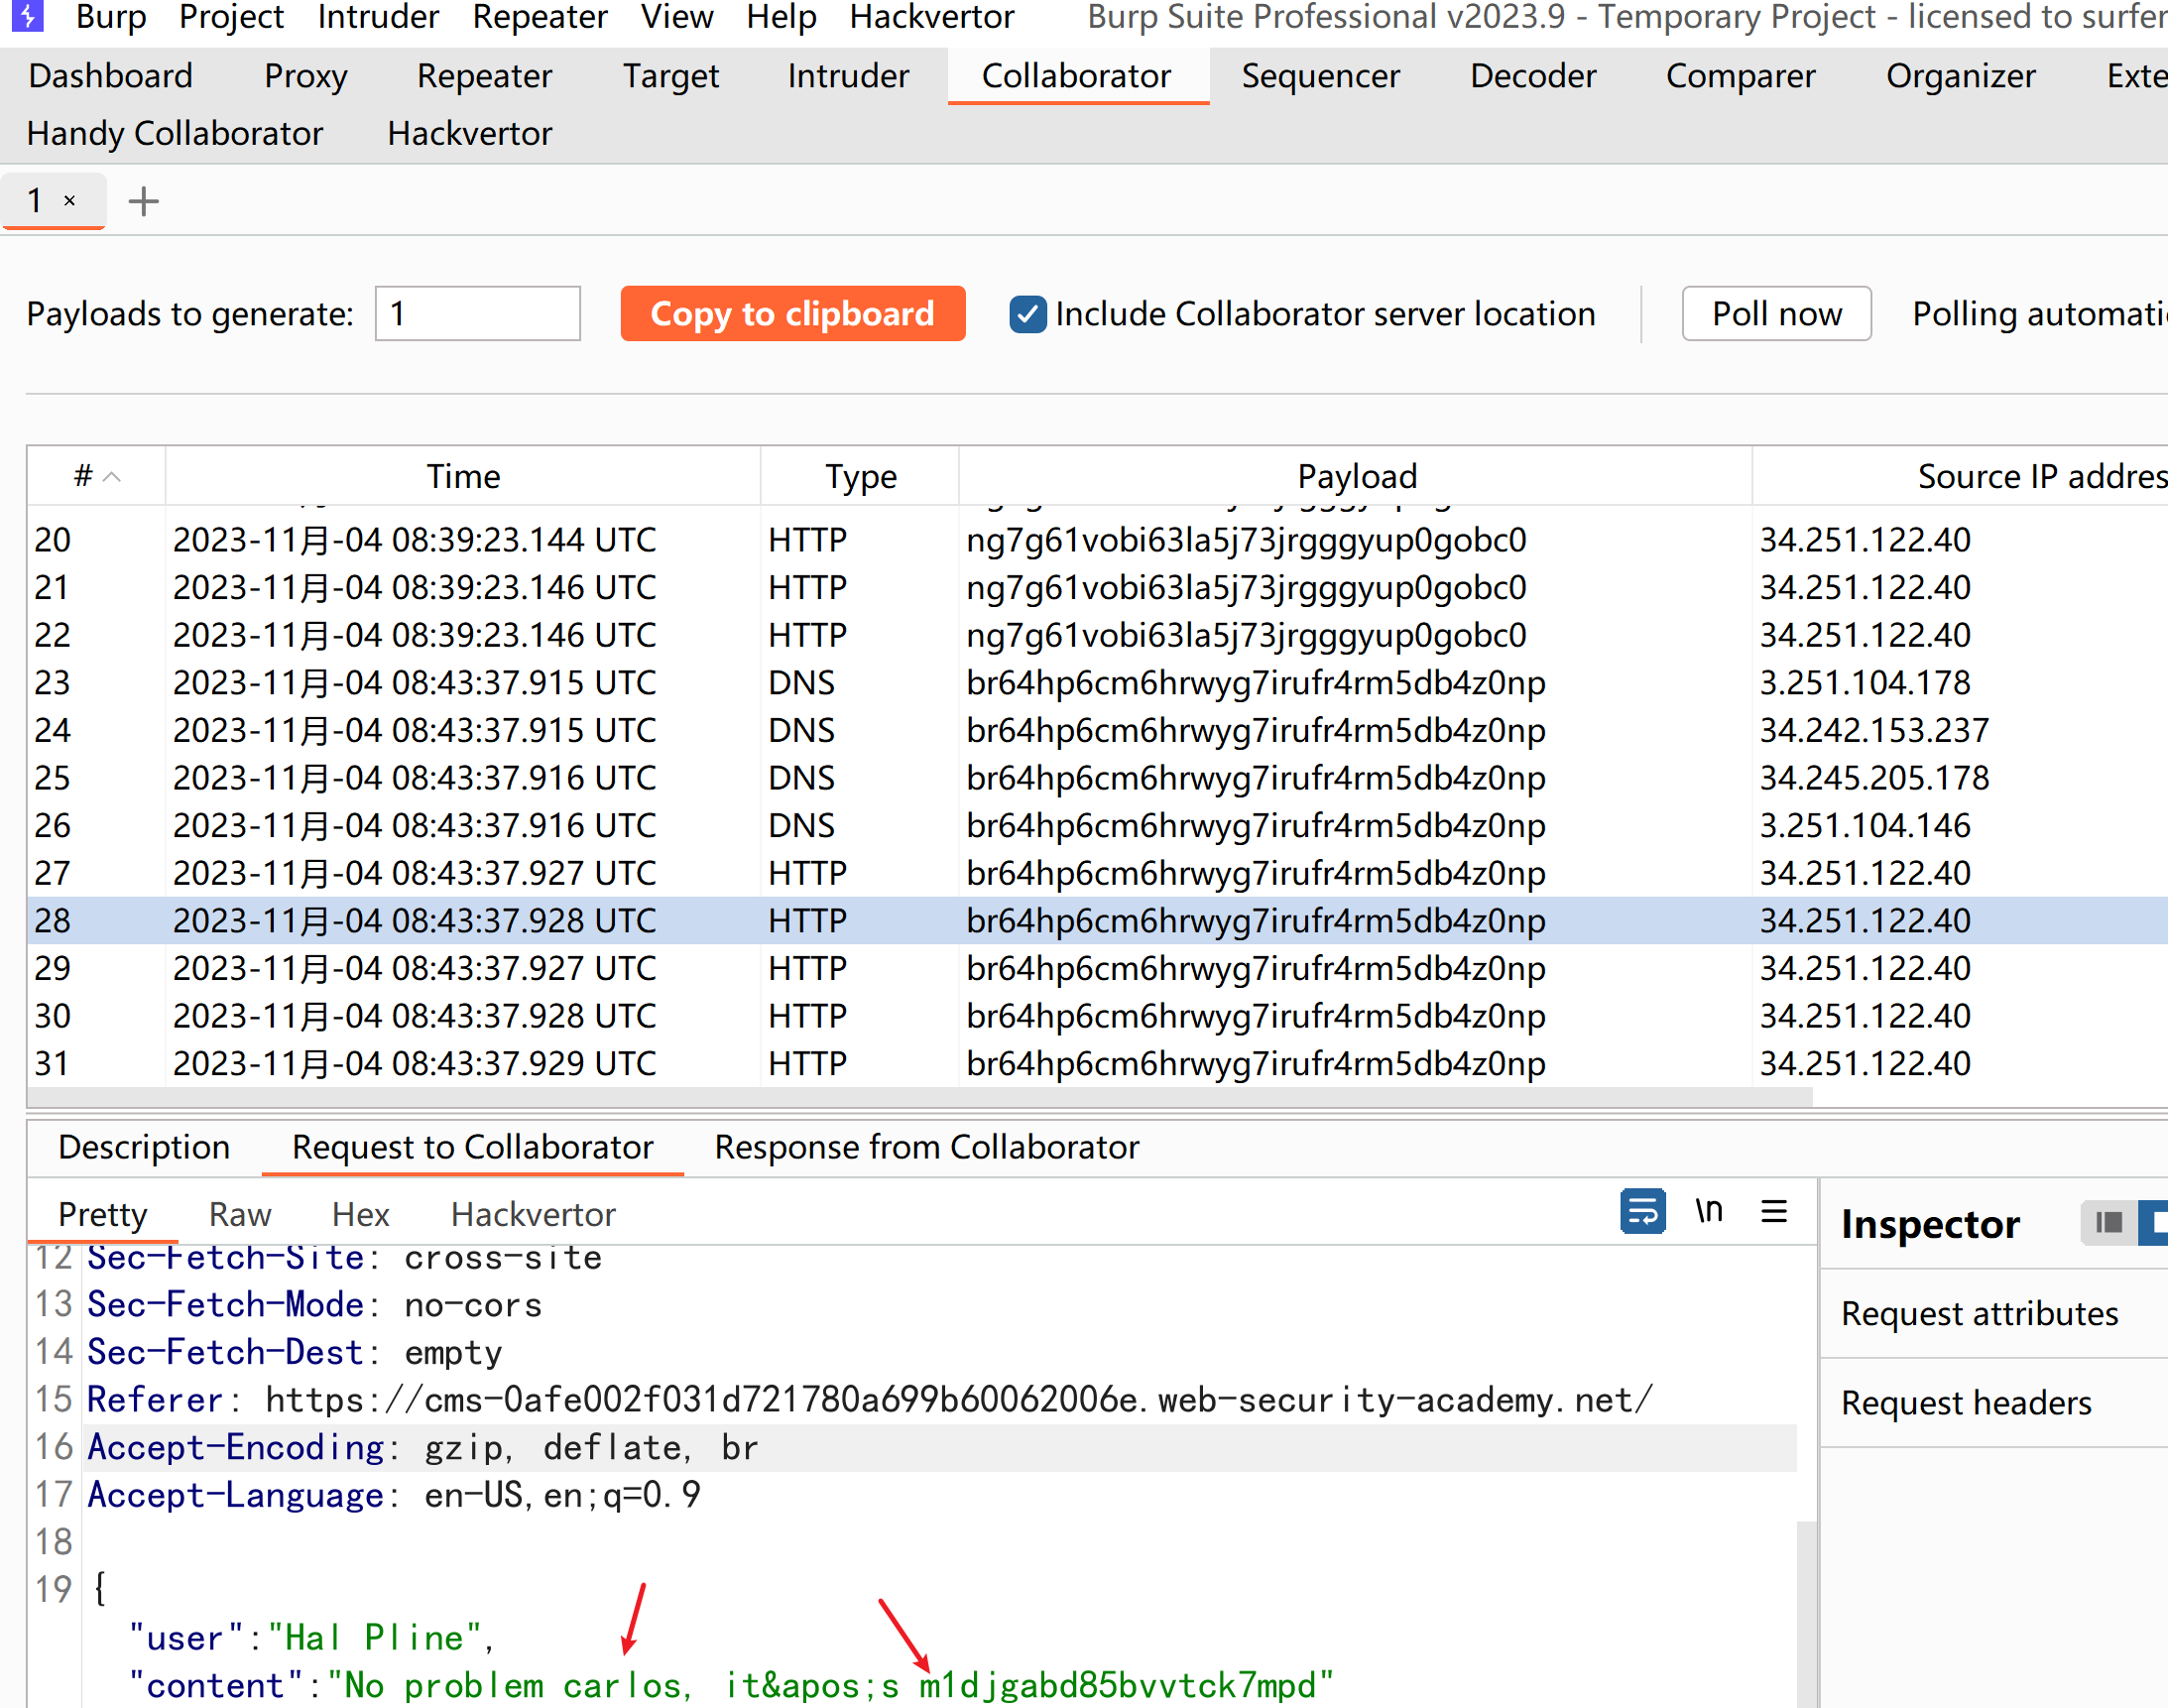 Burp Project Intruder Repeater View Help Hackvertor Burp Suite Professional v2023.9 - Temporary Project - licensed to surfer
Dashboard Proxy Repeater Target Intruder Collaborator Sequencer Decoder Comparer Organizer Exte
Handy Collaborator Hackvertor
1 × +
Payloads to generate: 1 Copy to clipboard Include Collaborator server location Poll now Polling automatic
# Time Type Payload Source IP addres
20 2023-11月-04 08:39:23.144 UTC HTTP ng7g61vobi63la5j73jrgggyup0gobc0 34.251.122.40
21 2023-11月-04 08:39:23.146 UTC HTTP ng7g61vobi63la5j73jrgggyup0gobc0 34.251.122.40
22 2023-11月-04 08:39:23.146 UTC HTTP ng7g61vobi63la5j73jrgggyup0gobc0 34.251.122.40
23 2023-11月-04 08:43:37.915 UTC DNS br64hp6cm6hrwyg7irufr4rm5db4z0np 3.251.104.178
24 2023-11月-04 08:43:37.915 UTC DNS br64hp6cm6hrwyg7irufr4rm5db4z0np 34.242.153.237
25 2023-11月-04 08:43:37.916 UTC DNS br64hp6cm6hrwyg7irufr4rm5db4z0np 34.245.205.178
26 2023-11月-04 08:43:37.916 UTC DNS br64hp6cm6hrwyg7irufr4rm5db4z0np 3.251.104.146
27 2023-11月-04 08:43:37.927 UTC HTTP br64hp6cm6hrwyg7irufr4rm5db4z0np 34.251.122.40
28 2023-11月-04 08:43:37.928 UTC HTTP br64hp6cm6hrwyg7irufr4rm5db4z0np 34.251.122.40
29 2023-11月-04 08:43:37.927 UTC HTTP br64hp6cm6hrwyg7irufr4rm5db4z0np 34.251.122.40
30 2023-11月-04 08:43:37.928 UTC HTTP br64hp6cm6hrwyg7irufr4rm5db4z0np 34.251.122.40
31 2023-11月-04 08:43:37.929 UTC HTTP br64hp6cm6hrwyg7irufr4rm5db4z0np 34.251.122.40
Description Request to Collaborator Response from Collaborator
Pretty Raw Hex Hackvertor \n
Inspector
Request attributes
Request headers
12 Sec-Fetch-Site: cross-site
13 Sec-Fetch-Mode: no-cors
14 Sec-Fetch-Dest: empty
15 Referer: https://cms-0afe002f031d721780a699b60062006e.web-security-academy.net/
16 Accept-Encoding: gzip, deflate, br
17 Accept-Language: en-US,en;q=0.9
18
19 {
"user":"Hal Pline",
"content":"No problem carlos, it&apos;s m1djgabd85bvvtck7mpd"